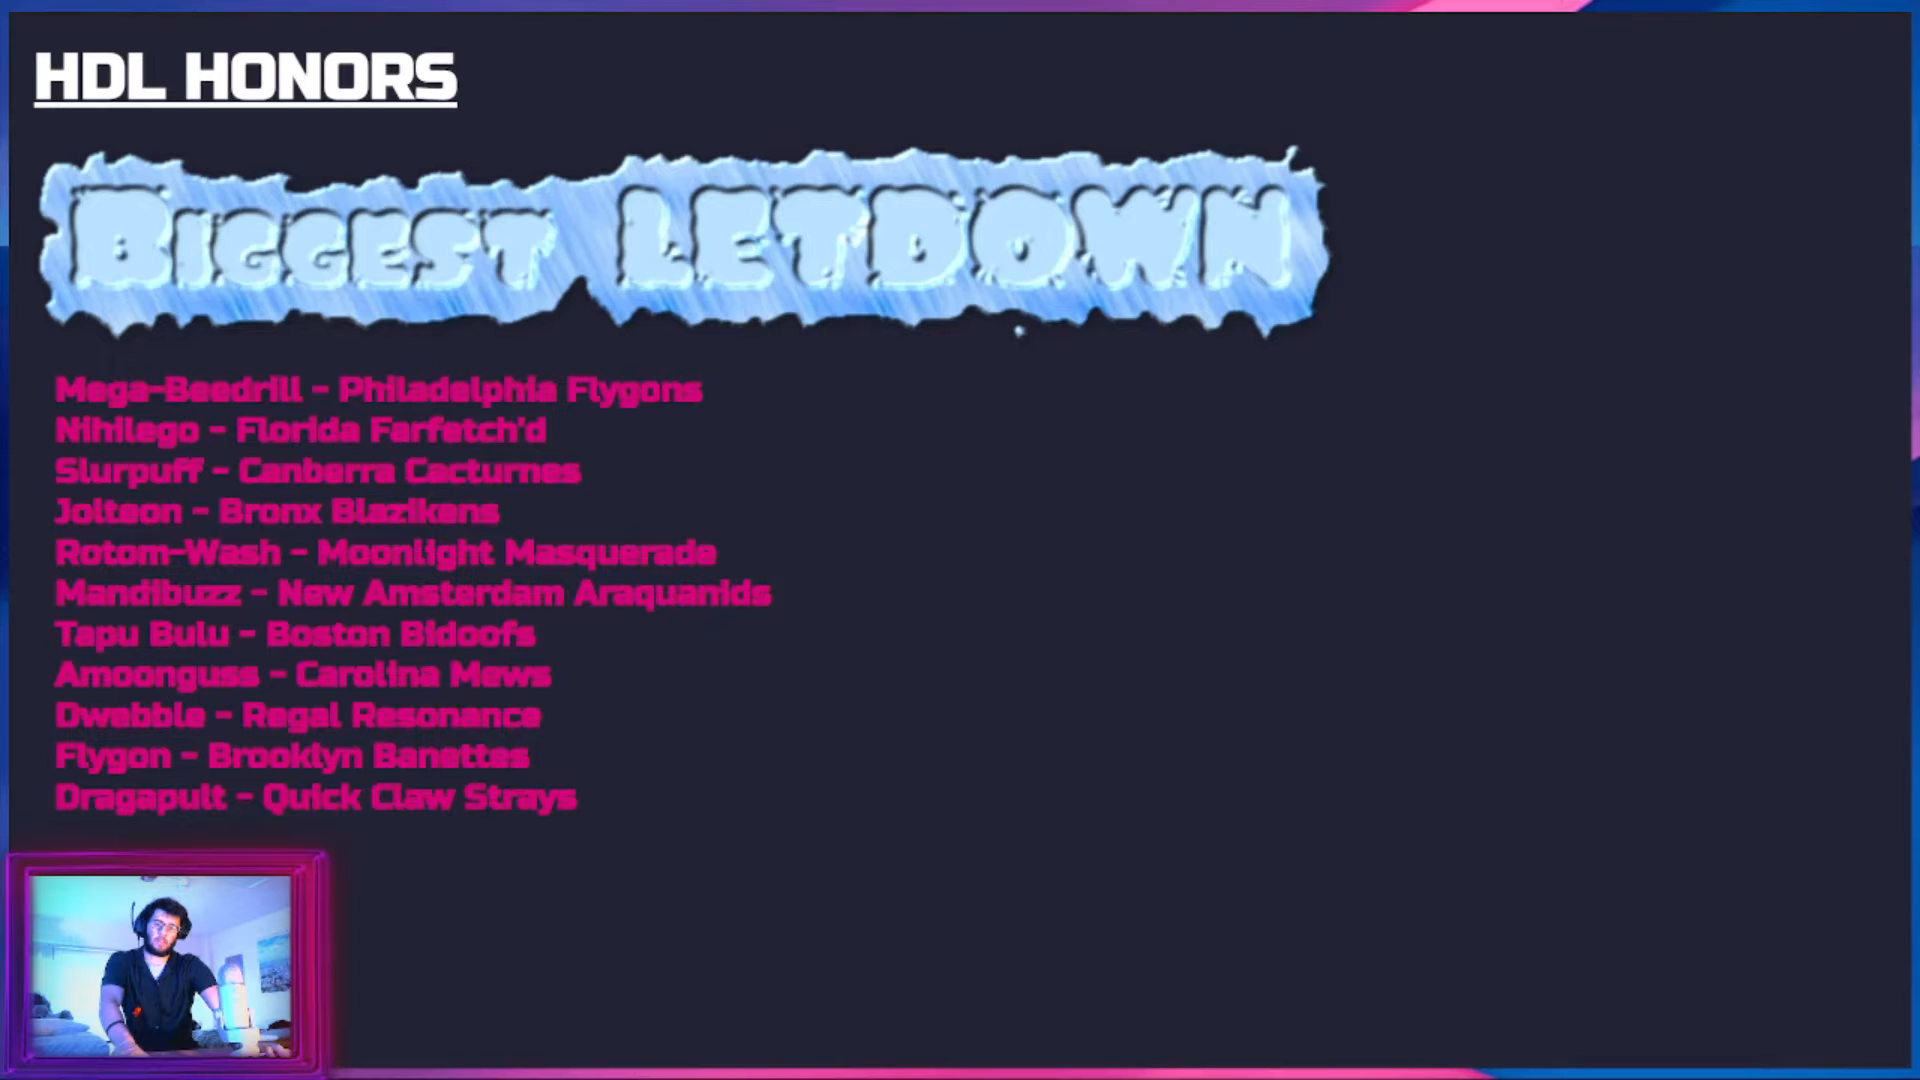 HDL HONORS
BIGGEST LETDOWN
Mega-Beedrill - Philadelphia Flygons
Nihilego - Florida Farfetch'd
Slurpuff - Canberra Cacturnes
Jolteon - Bronx Blazikens
Rotom-Wash - Moonlight Masquerade
Mandibuzz - New Amsterdam Araquanids
Tapu Bulu - Boston Bidoofs
Amoonguss - Carolina Mews
Dwebble - Regal Resonance
Flygon - Brooklyn Banettes
Dragapult - Quick Claw Strays